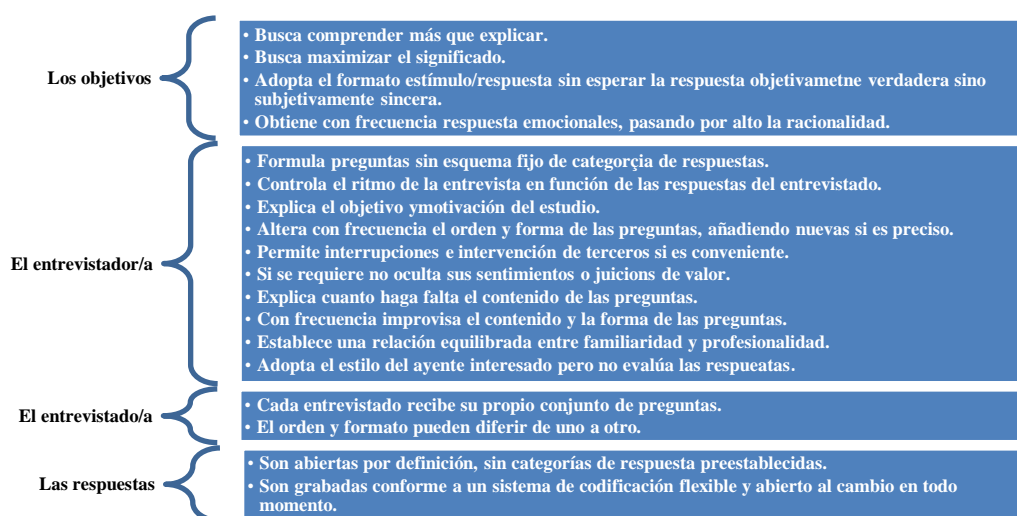 Los objetivos
• Busca comprender más que explicar.
• Busca maximizar el significado.
• Adopta el formato estímulo/respuesta sin esperar la respuesta objetivametne verdadera sino
subjetivamente sincera.
• Obtiene con frecuencia respuesta emocionales, pasando por alto la racionalidad.
El entrevistador/a
• Formula preguntas sin esquema fijo de categorçia de respuestas.
• Controla el ritmo de la entrevista en función de las respuestas del entrevistado.
• Explica el objetivo ymotivación del estudio.
• Altera con frecuencia el orden y forma de las preguntas, añadiendo nuevas si es preciso.
• Permite interrupciones e intervención de terceros si es conveniente.
• Si se requiere no oculta sus sentimientos o juicions de valor.
• Explica cuanto haga falta el contenido de las preguntas.
• Con frecuencia improvisa el contenido y la forma de las preguntas.
• Establece una relación equilibrada entre familiaridad y profesionalidad.
• Adopta el estilo del ayente interesado pero no evalúa las respueatas.
El entrevistado/a
• Cada entrevistado recibe su propio conjunto de preguntas.
• El orden y formato pueden diferir de uno a otro.
Las respuestas
• Son abiertas por definición, sin categorías de respuesta preestablecidas.
• Son grabadas conforme a un sistema de codificación flexible y abierto al cambio en todo
momento.